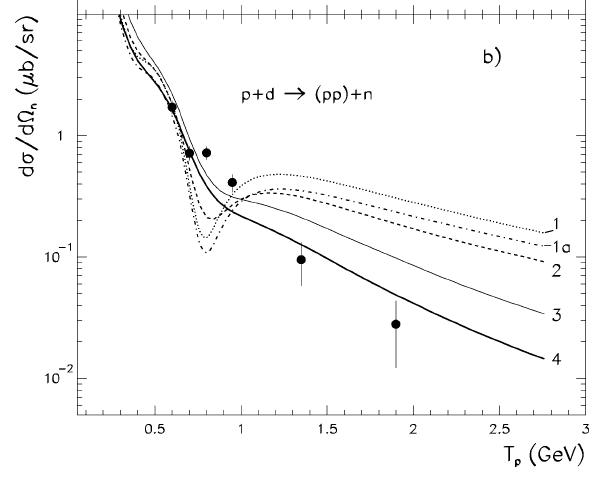 b)
p+d → (pp)+n
dσ/dΩₙ (μb/sr)
1
10⁻¹
10⁻²
1
1a
2
3
4
0.5 1 1.5 2 2.5 3
Tₚ (GeV)